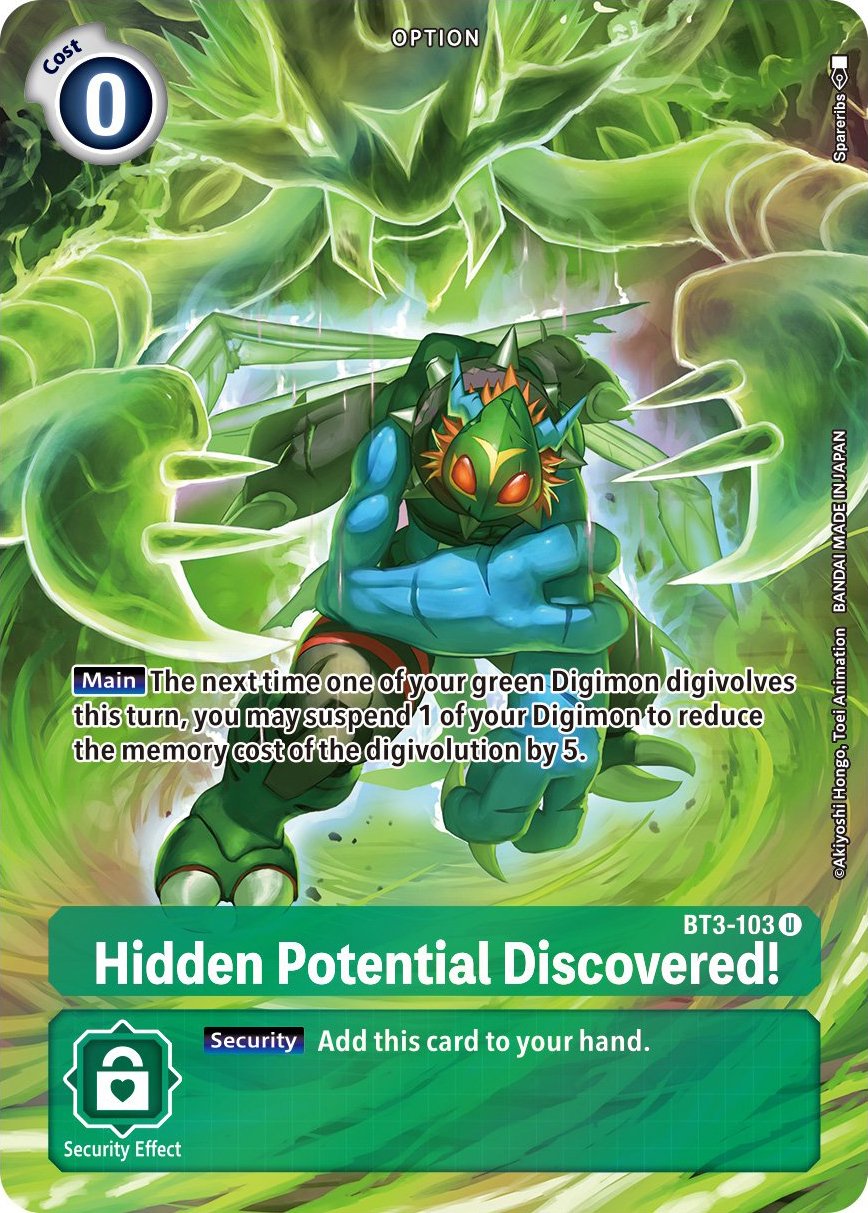 OPTION
Cost
0
Spareribs
Main The next time one of your green Digimon digivolves
this turn, you may suspend 1 of your Digimon to reduce
the memory cost of the digivolution by 5.
©Akiyoshi Hongo, Toei Animation BANDAI MADE IN JAPAN
BT3-103 U
Hidden Potential Discovered!
Security Add this card to your hand.
Security Effect